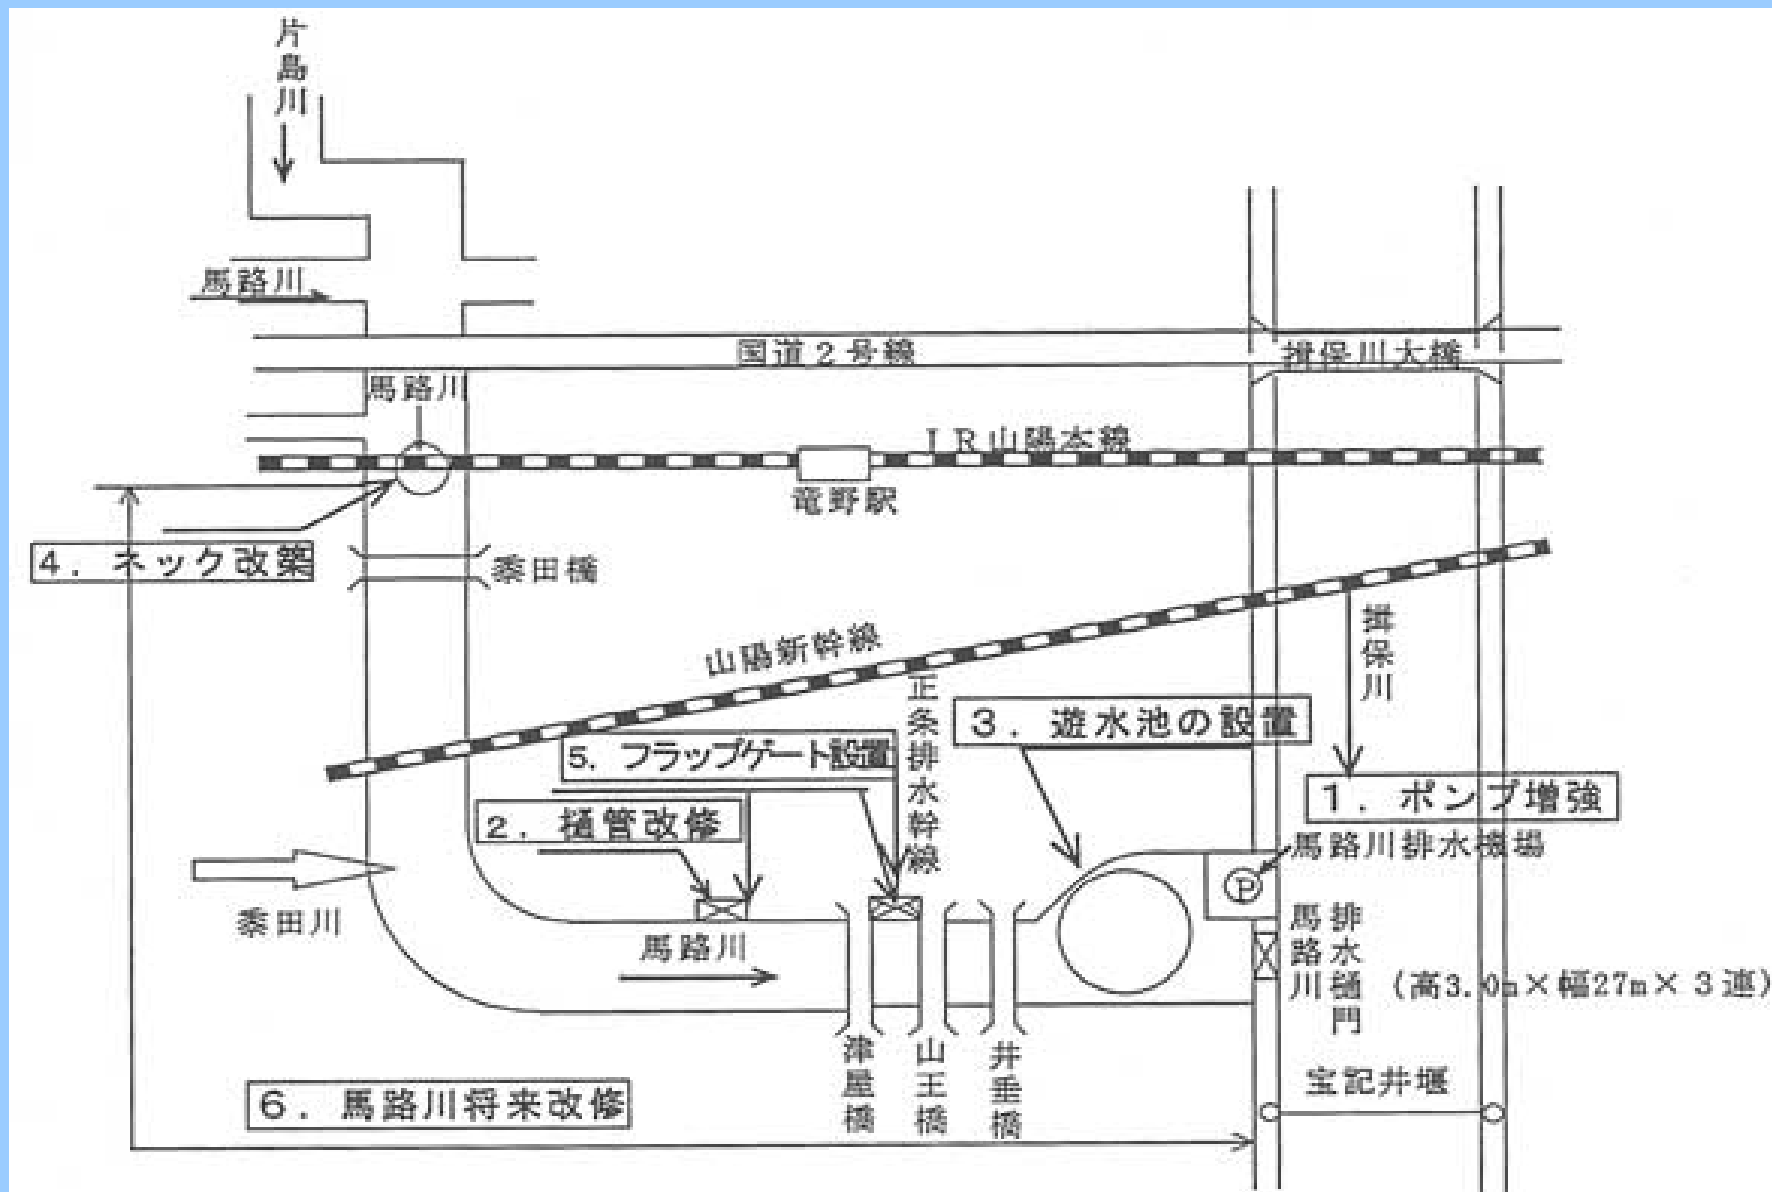 片島川
馬路川
国道2号線
揖保川大橋
馬路川
JR山陽本線
竜野駅
4．ネック改築
黍田橋
山陽新幹線
揖保川
正条排水幹線
3．遊水池の設置
5．フラップゲート設置
1．ポンプ増強
2．樋管改修
馬路川排水機場
P
黍田川
馬路川
馬路川
排水樋門
(高3.0m×幅27m×3連)
津屋橋
山王橋
井垂橋
宝記井堰
6．馬路川将来改修